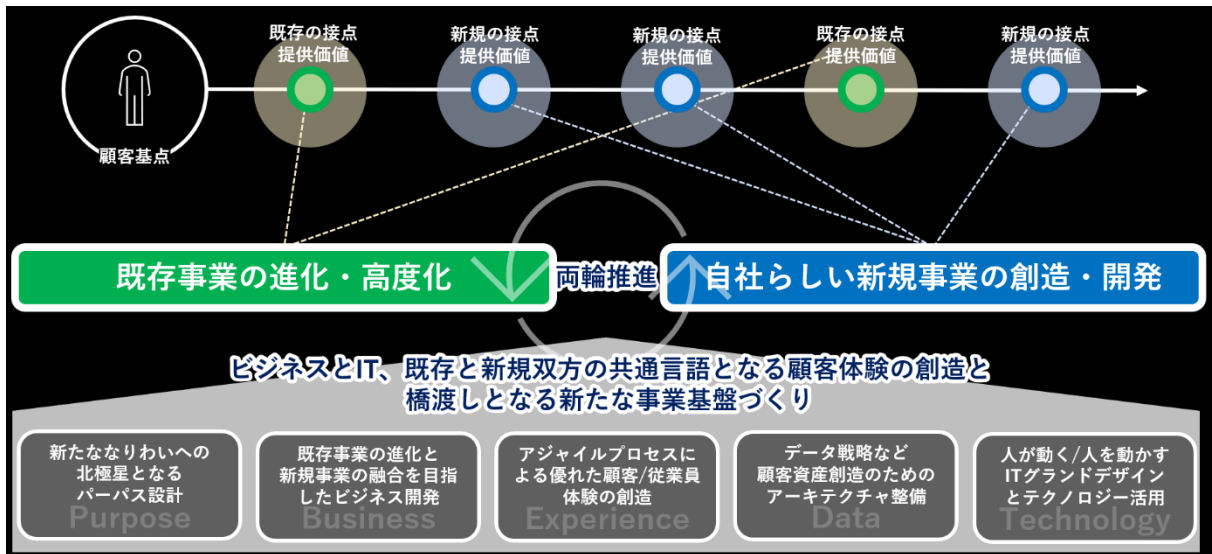 既存の接点
提供価値
新規の接点
提供価値
新規の接点
提供価値
既存の接点
提供価値
新規の接点
提供価値
顧客基点
既存事業の進化・高度化
両輪推進
自社らしい新規事業の創造・開発
ビジネスとIT、既存と新規双方の共通言語となる顧客体験の創造と
橋渡しとなる新たな事業基盤づくり
新たななりわいへの
北極星となる
パーパス設計
Purpose
既存事業の進化と
新規事業の融合を目指
したビジネス開発
Business
アジャイルプロセスに
よる優れた顧客/従業員
体験の創造
Experience
データ戦略など
顧客資産創造のための
アーキテクチャ整備
Data
人が動く/人を動かす
ITグランドデザイン
とテクノロジー活用
Technology